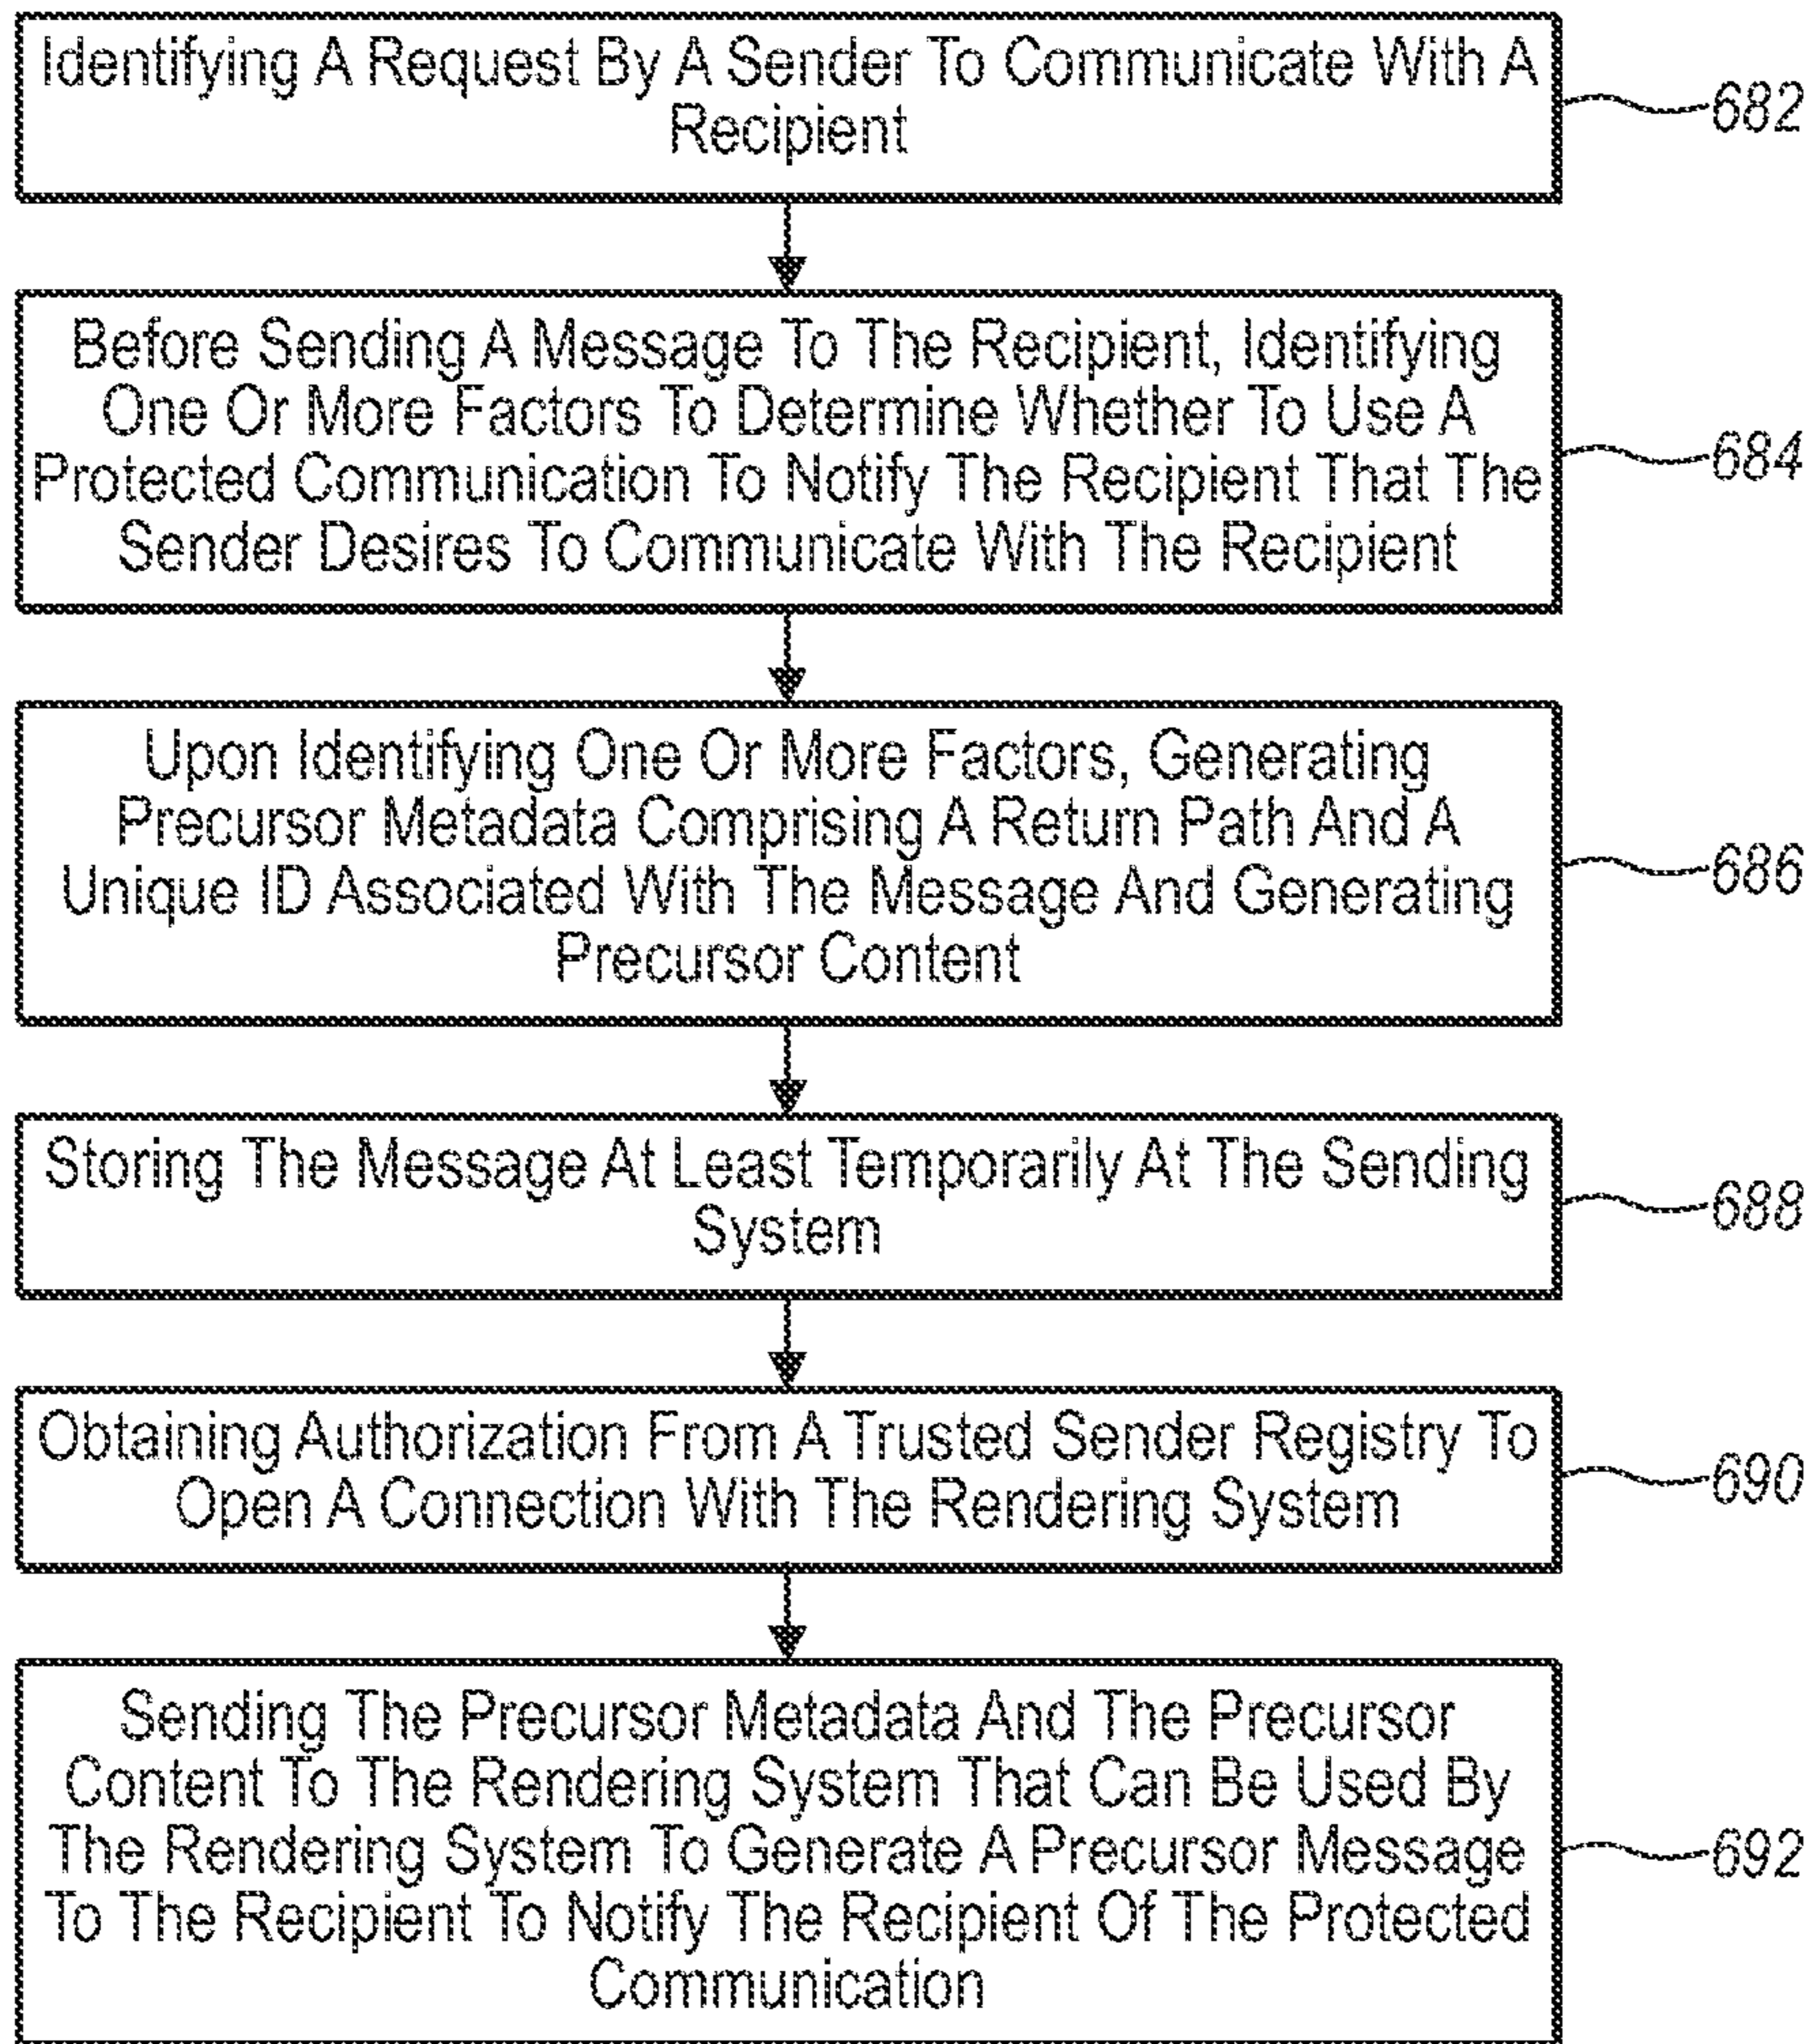 Identifying A Request By A Sender To Communicate With A
Recipient
682
Before Sending A Message To The Recipient, Identifying
One Or More Factors To Determine Whether To Use A
Protected Communication To Notify The Recipient That The
Sender Desires To Communicate With The Recipient
684
Upon Identifying One Or More Factors, Generating
Precursor Metadata Comprising A Return Path And A
Unique ID Associated With The Message And Generating
Precursor Content
686
Storing The Message At Least Temporarily At The Sending
System
688
Obtaining Authorization From A Trusted Sender Registry To
Open A Connection With The Rendering System
690
Sending The Precursor Metadata And The Precursor
Content To The Rendering System That Can Be Used By
The Rendering System To Generate A Precursor Message
To The Recipient To Notify The Recipient Of The Protected
Communication
692